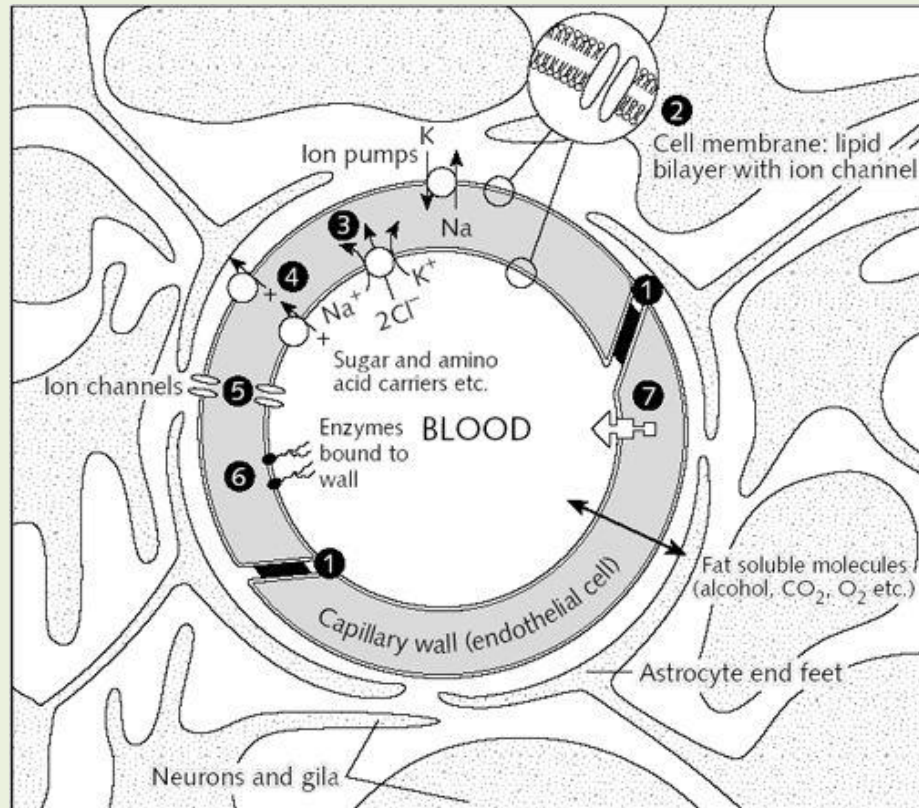 2
Cell membrane: lipid
bilayer with ion channel
K
Ion pumps
Na
3
4
+
+
Na⁺
2Cl⁻
K⁺
1
Sugar and amino
acid carriers etc.
Ion channels
5
7
Enzymes
bound to
wall
BLOOD
6
1
Fat soluble molecules
(alcohol, CO₂, O₂ etc.)
Capillary wall (endothelial cell)
Astrocyte end feet
Neurons and gila